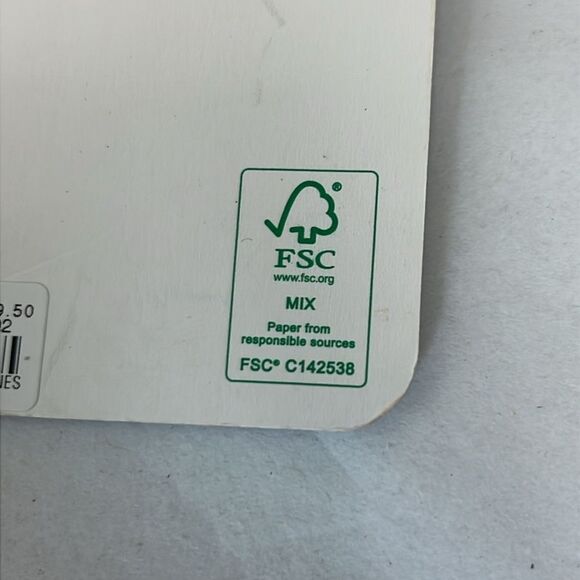 FSC®
www.fsc.org
MIX
Paper from
responsible sources
FSC® C142538
9.50